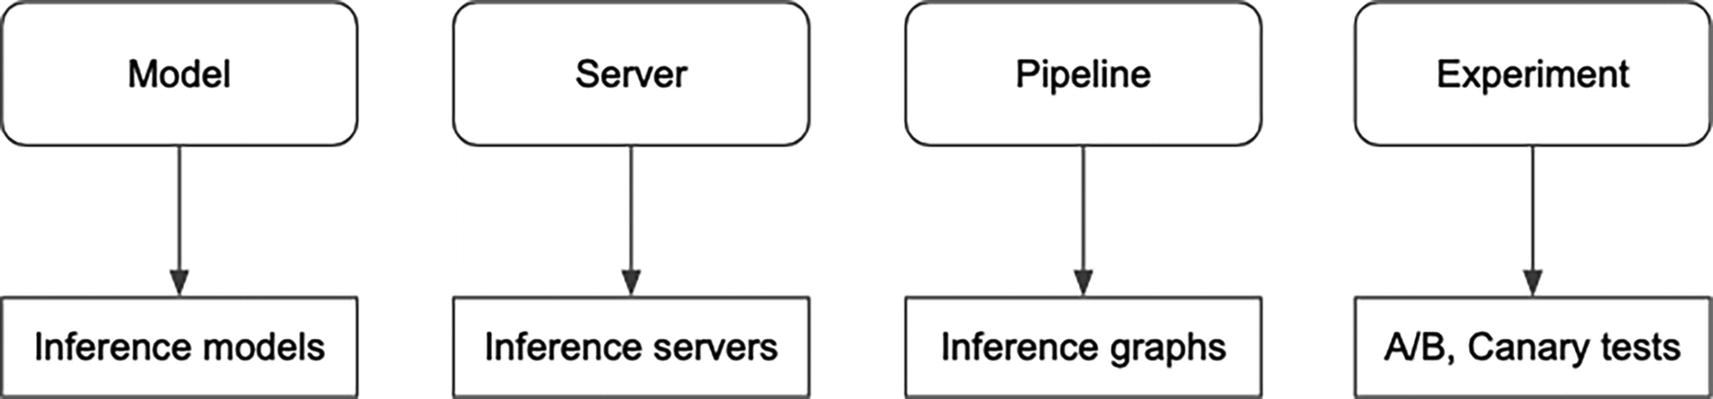 Model
Server
Pipeline
Experiment
Inference models
Inference servers
Inference graphs
A/B, Canary tests